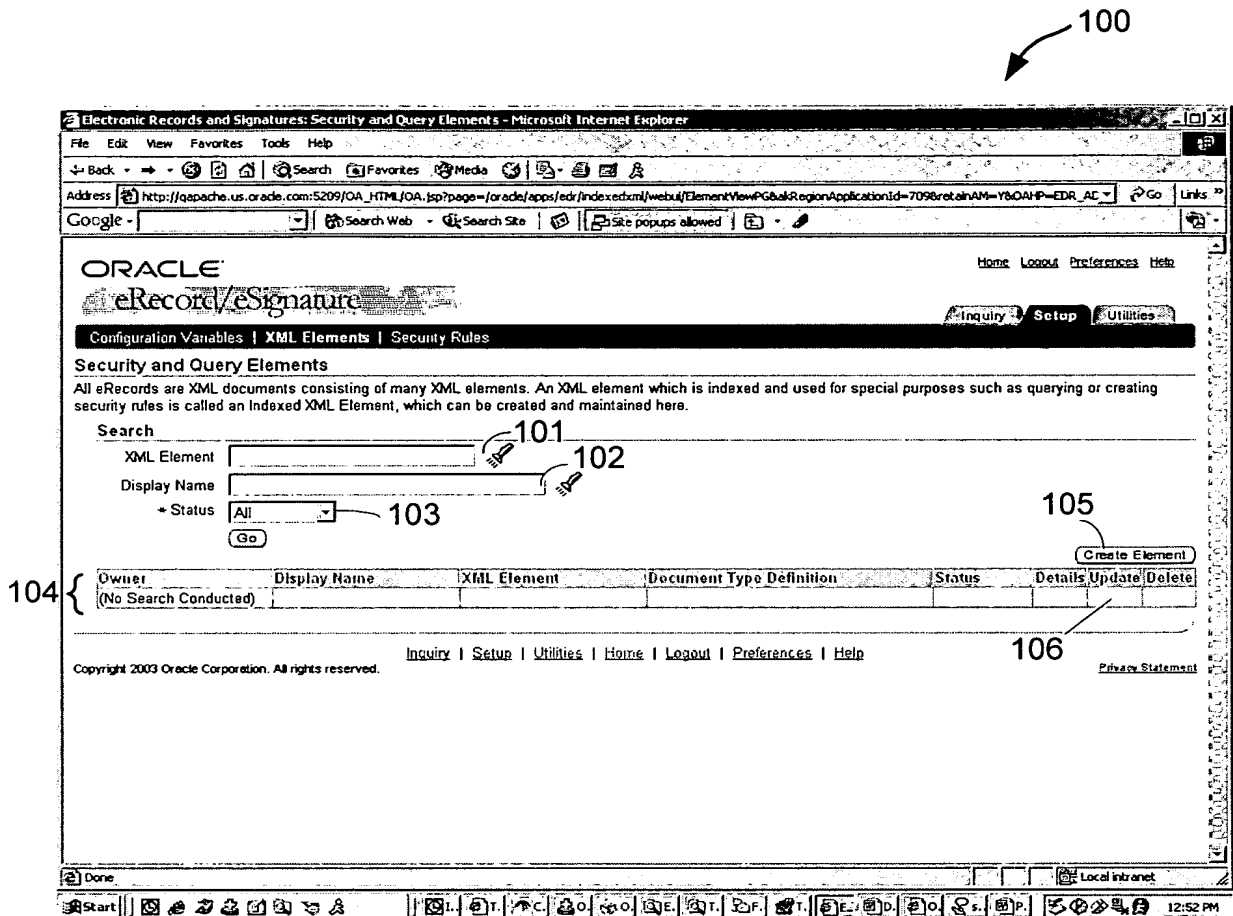 100
Electronic Records and Signatures: Security and Query Elements - Microsoft Internet Explorer
File Edit View Favorites Tools Help
Back Search Favorites Media
Address http://qapache.us.oracle.com:5209/OA_HTML/OA.jsp?page=/oracle/apps/edr/indexedxml/webui/ElementViewPG&akRegionApplicationId=709&retainAM=Y&OAHP=EDR_AD Go Links »
Google - Search Web Search Site Site popups allowed
ORACLE
Home Logout Preferences Help
eRecord/eSignature
Inquiry Setup Utilities
Configuration Variables | XML Elements | Security Rules
Security and Query Elements
All eRecords are XML documents consisting of many XML elements. An XML element which is indexed and used for special purposes such as querying or creating
security rules is called an Indexed XML Element, which can be created and maintained here.
Search
XML Element 101
Display Name 102
* Status All 103
Go
105
Create Element
104
Owner Display Name XML Element Document Type Definition Status Details Update Delete
(No Search Conducted)
106
Inquiry | Setup | Utilities | Home | Logout | Preferences | Help
Copyright 2003 Oracle Corporation. All rights reserved.
Privacy Statement
Done
Local intranet
Start I. T. C. O. O. E. T. F. T. E. D. O. s. P. 12:52 PM